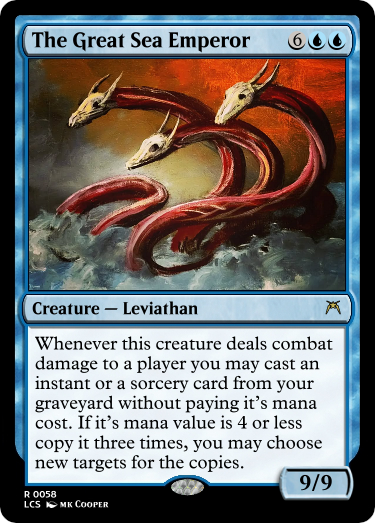 The Great Sea Emperor 6
Creature — Leviathan
Whenever this creature deals combat
damage to a player you may cast an
instant or a sorcery card from your
graveyard without paying it's mana
cost. If it's mana value is 4 or less
copy it three times, you may choose
new targets for the copies.
9/9
R 0058
LCS MK COOPER